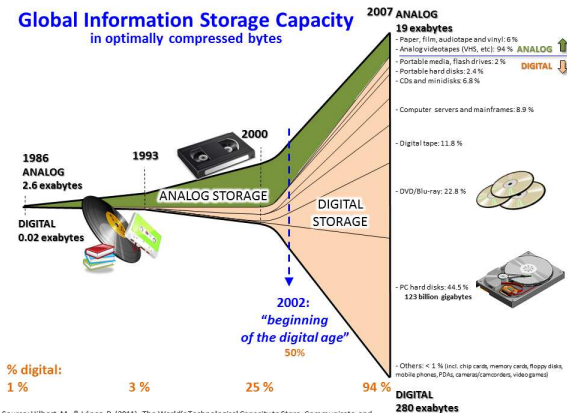 Global Information Storage Capacity
in optimally compressed bytes
2007 ANALOG
19 exabytes
- Paper, film, audiotape and vinyl: 6 %
- Analog videotapes (VHS, etc): 94 %
ANALOG
DIGITAL
- Portable media, flash drives: 2 %
- Portable hard disks: 2.4 %
- CDs and minidisks: 6.8 %
- Computer servers and mainframes: 8.9 %
- Digital tape: 11.8 %
- DVD/Blu-ray: 22.8 %
- PC hard disks: 44.5 %
123 billion gigabytes
- Others: < 1 % (incl. chip cards, memory cards, floppy disks,
mobile phones, PDAs, cameras/camcorders, video games)
DIGITAL
280 exabytes
1986
ANALOG
2.6 exabytes
DIGITAL
0.02 exabytes
1993
2000
ANALOG STORAGE
DIGITAL
STORAGE
2002:
"beginning
of the digital age"
50%
% digital:
1 %
3 %
25 %
94 %